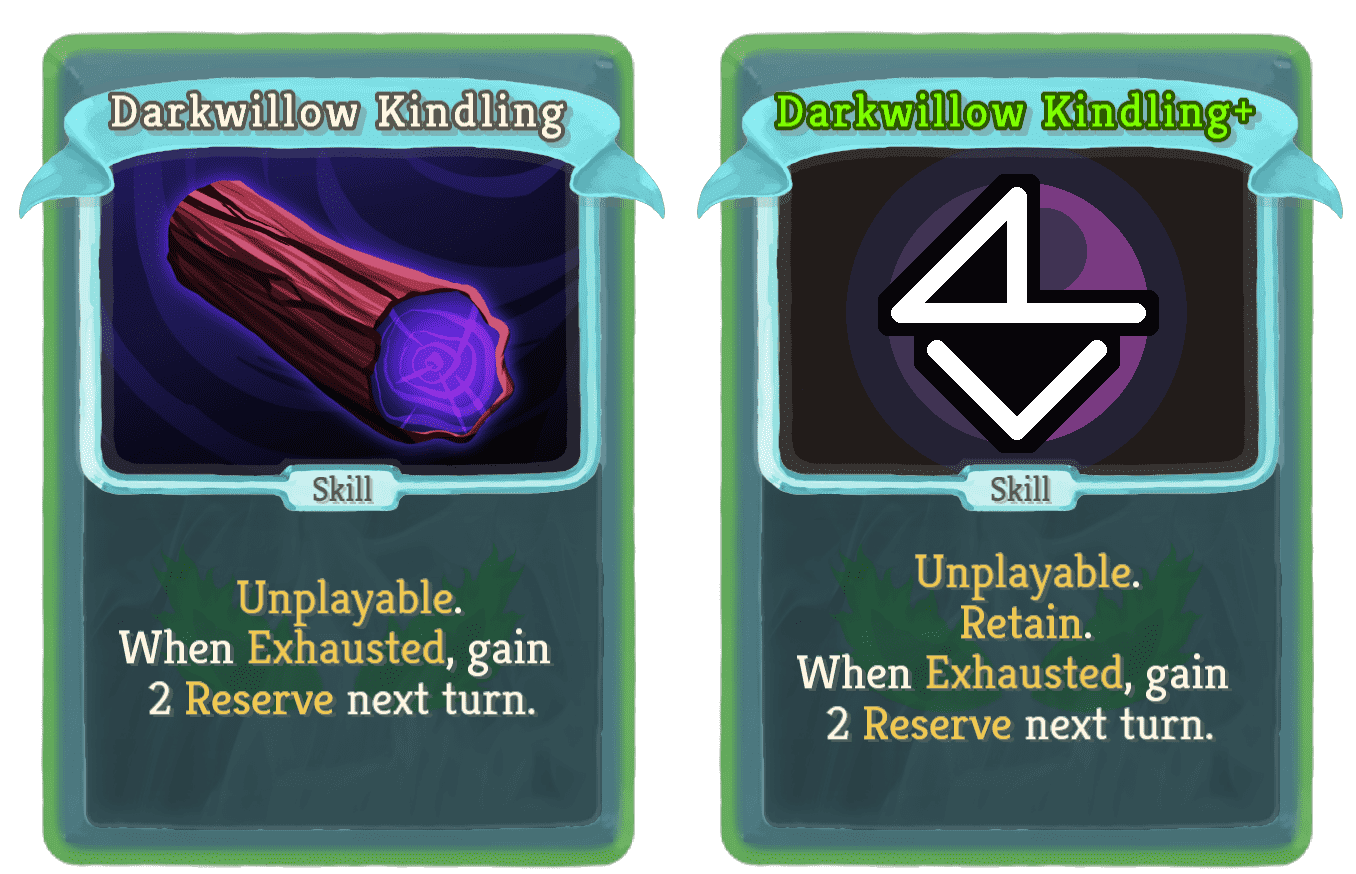 Darkwillow Kindling
Skill
Unplayable.
When Exhausted, gain
2 Reserve next turn.
Darkwillow Kindling+
Skill
Unplayable.
Retain.
When Exhausted, gain
2 Reserve next turn.